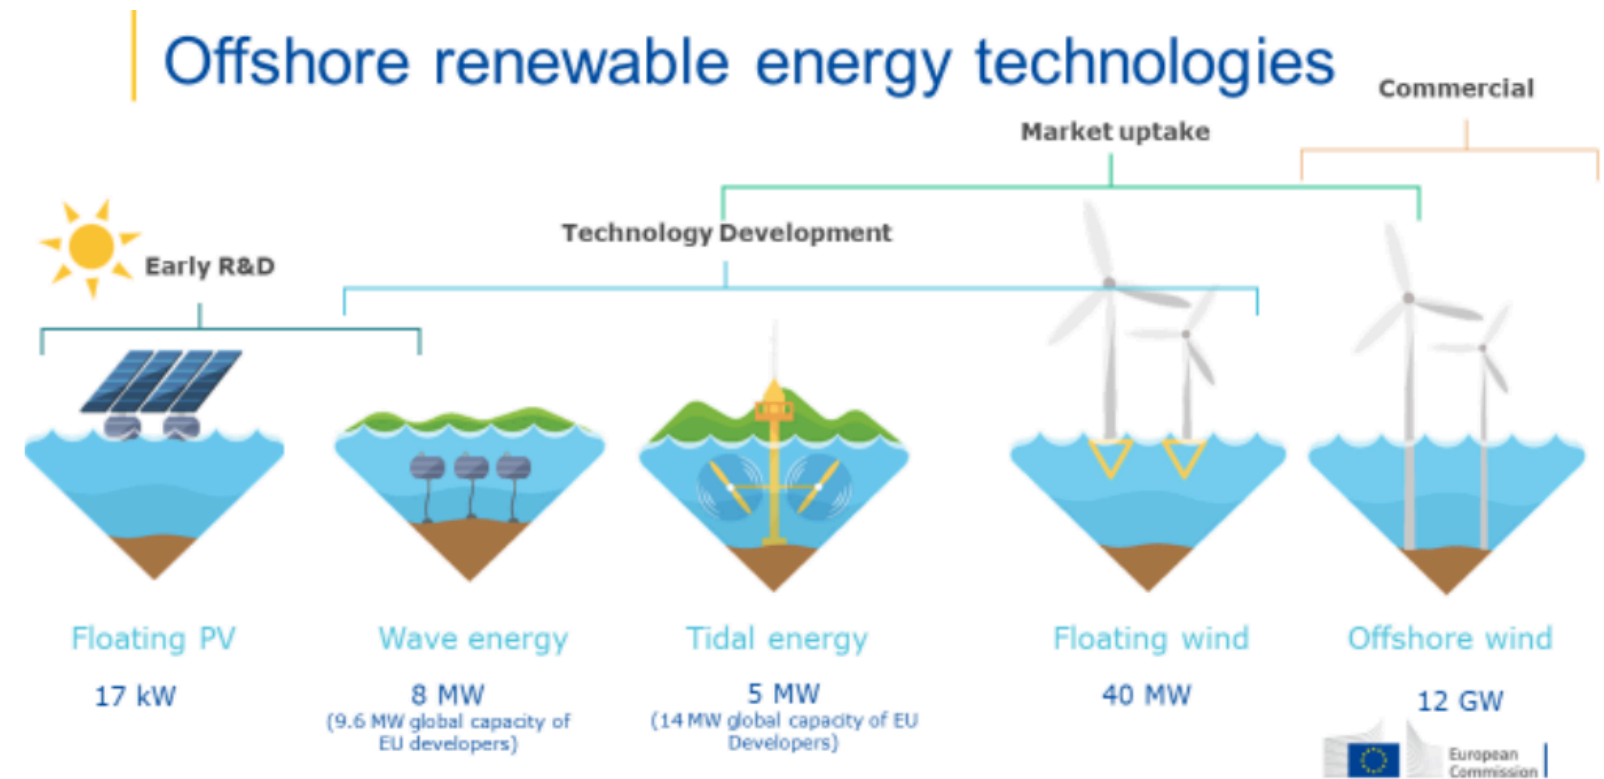 Offshore renewable energy technologies
Commercial
Market uptake
Technology Development
Early R&D
Floating PV
17 kW
Wave energy
8 MW
(9.6 MW global capacity of
EU developers)
Tidal energy
5 MW
(14 MW global capacity of EU
Developers)
Floating wind
40 MW
Offshore wind
12 GW
European
Commission